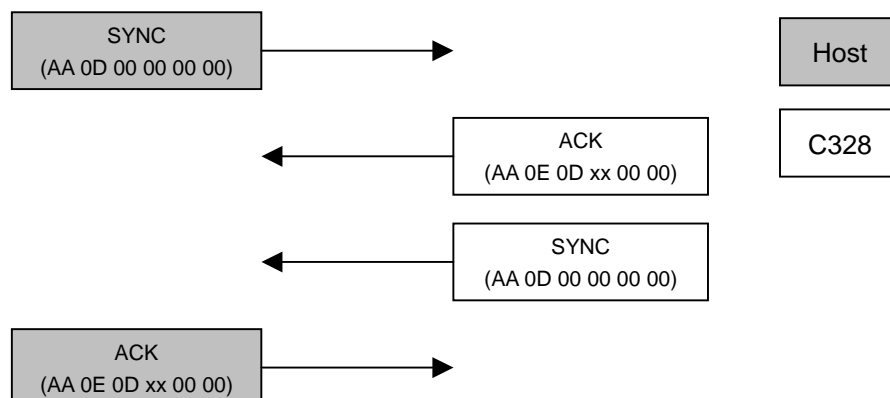 SYNC
(AA 0D 00 00 00 00)
Host
ACK
(AA 0E 0D xx 00 00)
C328
SYNC
(AA 0D 00 00 00 00)
ACK
(AA 0E 0D xx 00 00)